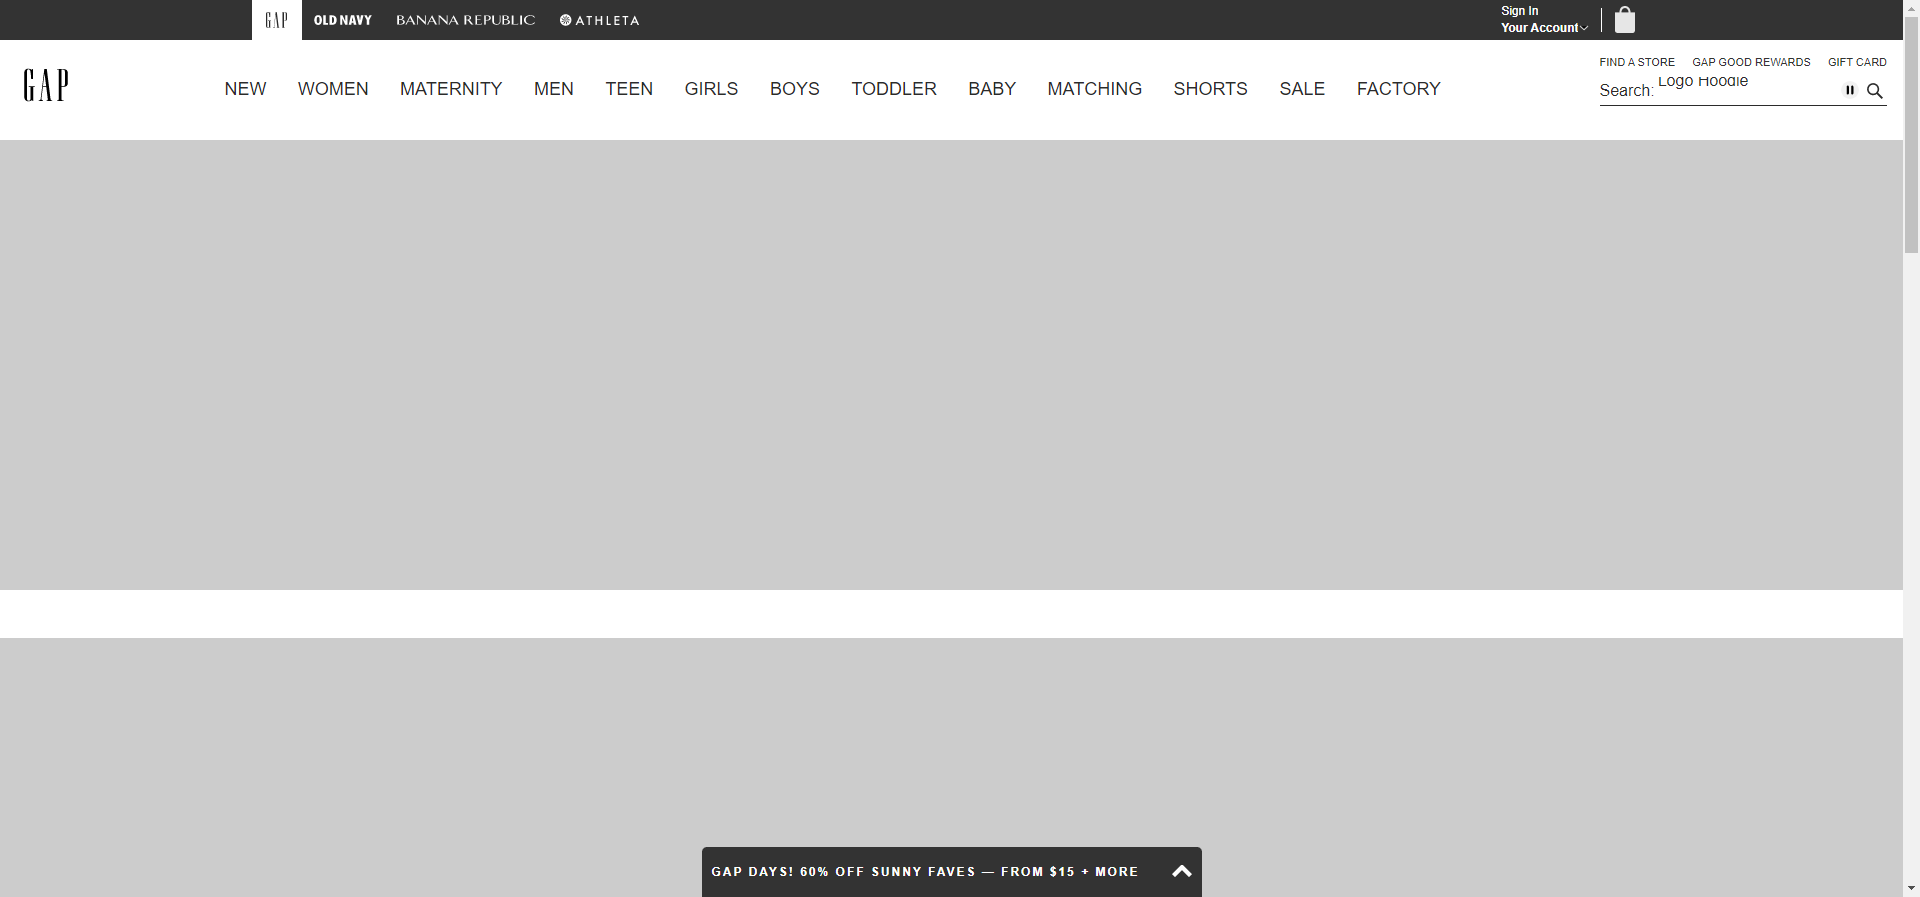 GAP OLD NAVY BANANA REPUBLIC ATHLETA
Sign In
Your Account
GAP
NEW WOMEN MATERNITY MEN TEEN GIRLS BOYS TODDLER BABY MATCHING SHORTS SALE FACTORY
FIND A STORE GAP GOOD REWARDS GIFT CARD
Search: Logo Hoodie
GAP DAYS! 60% OFF SUNNY FAVES — FROM $15 + MORE